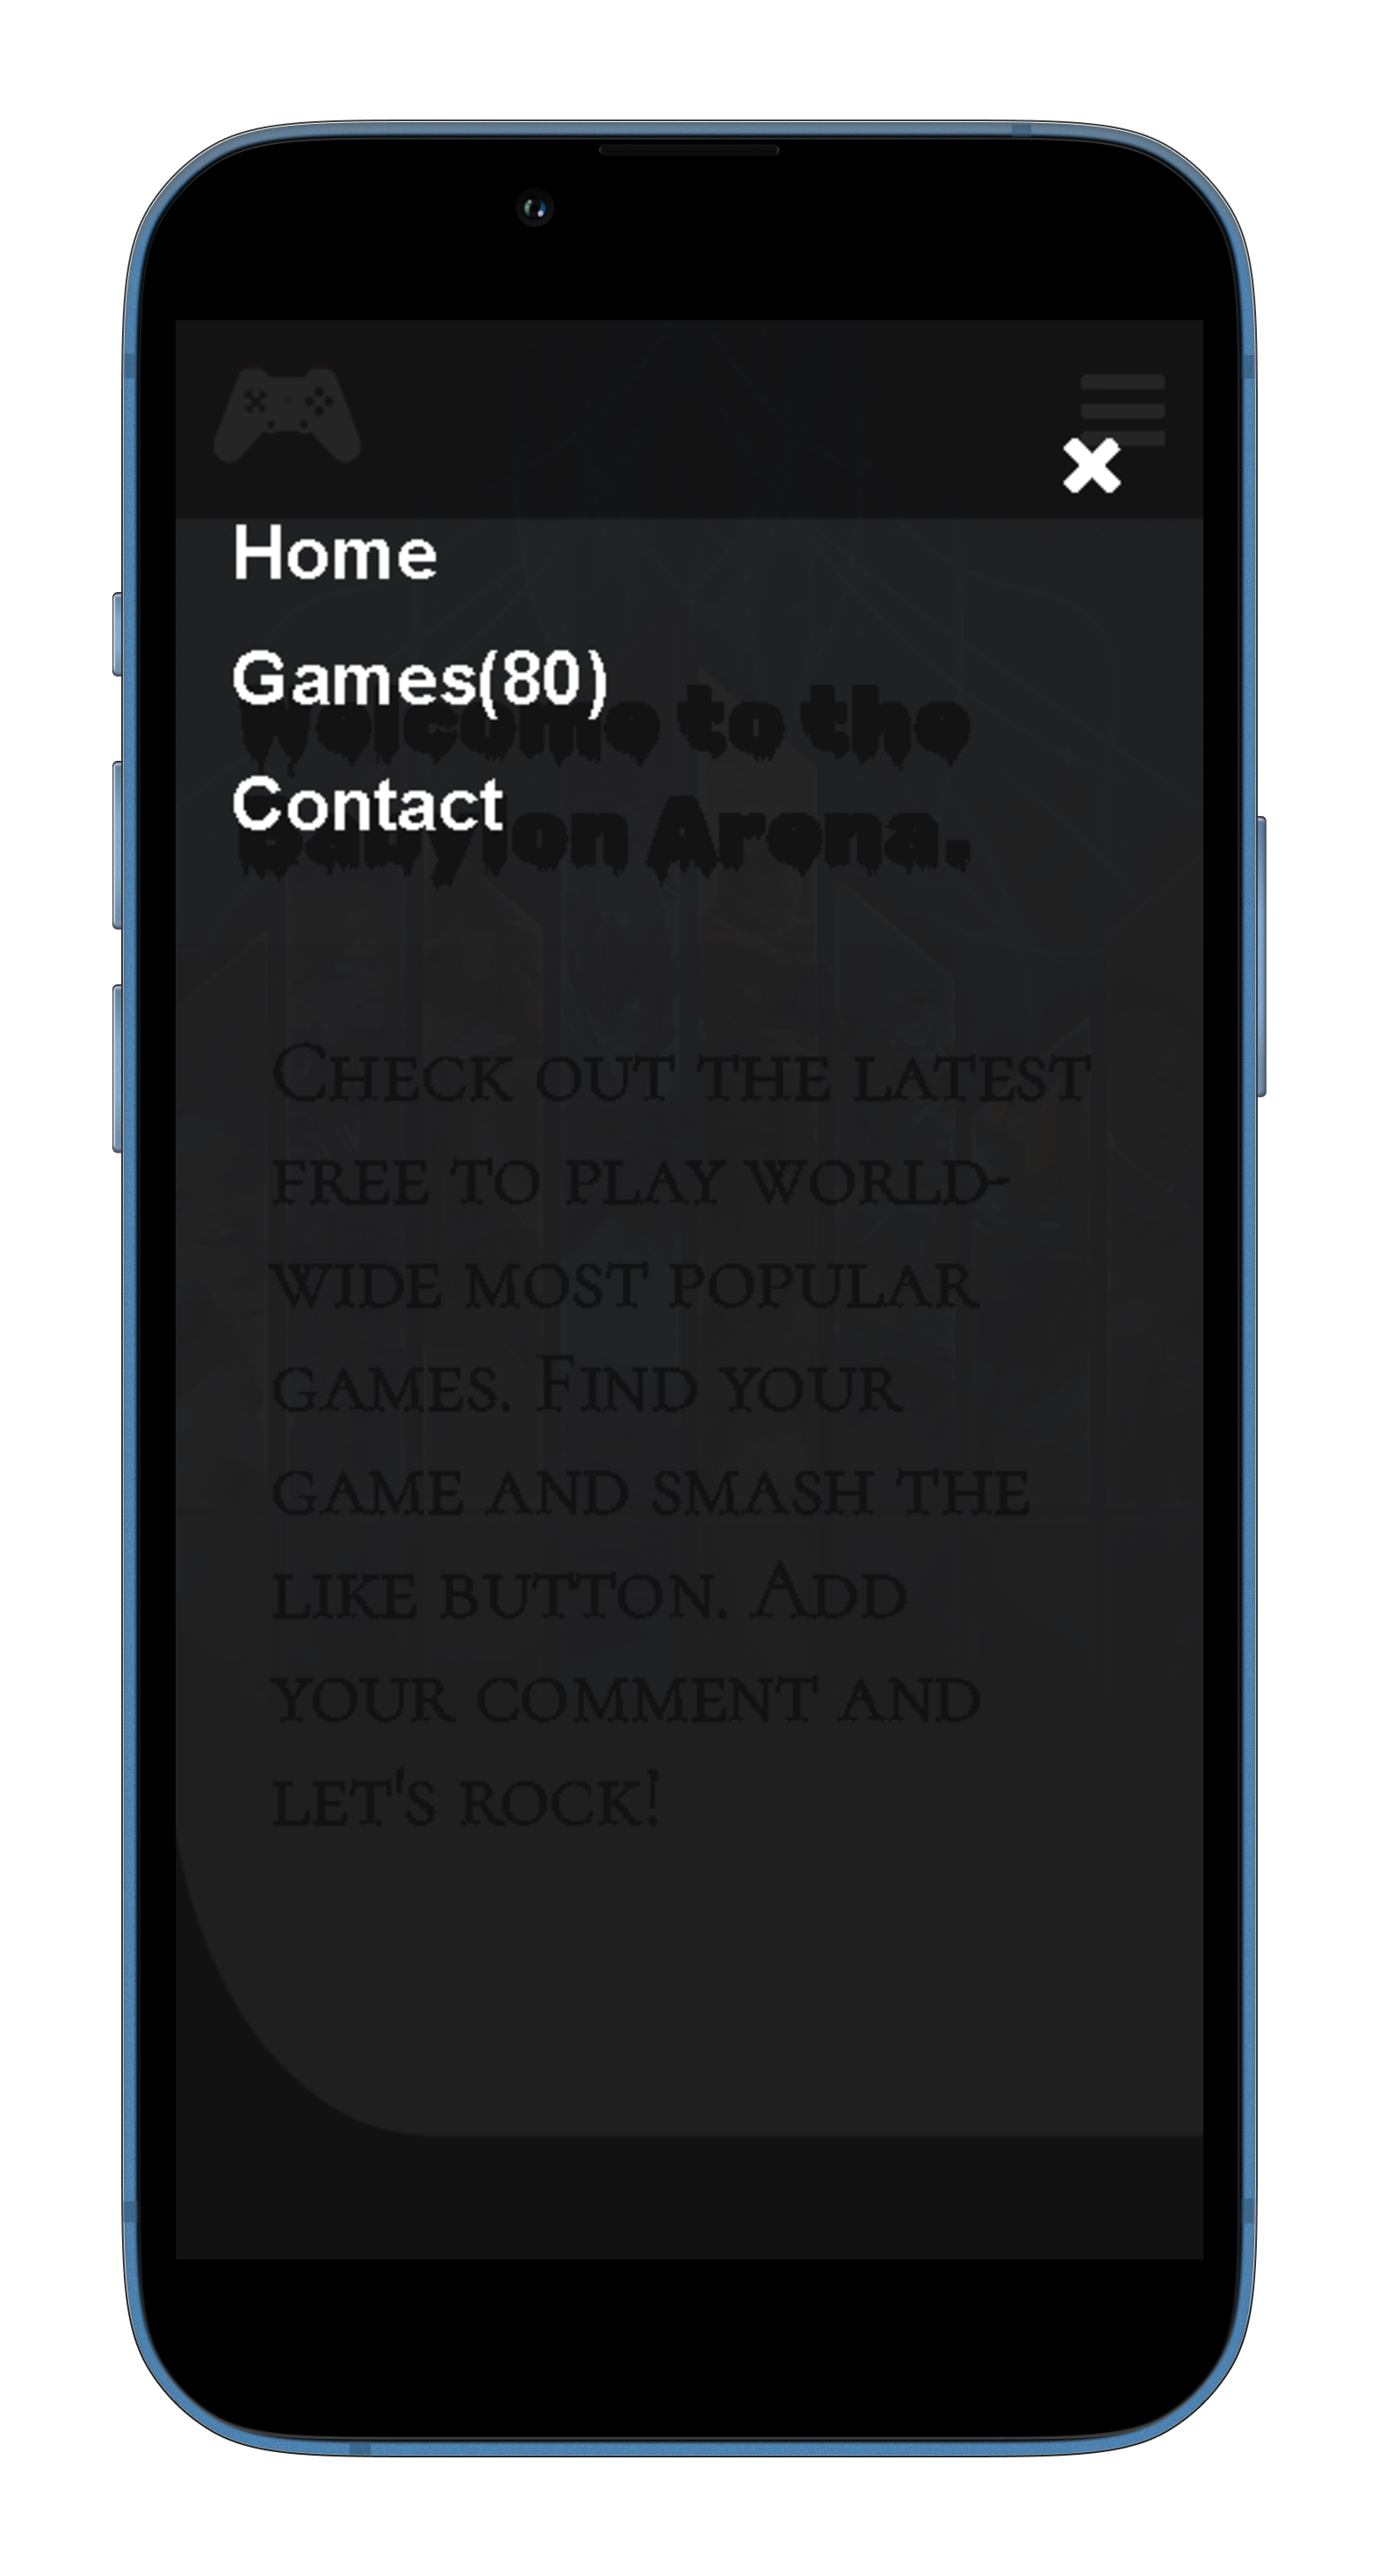 Home
Games(80)
Welcome to the
Contact
Babylon Arena.
Check out the latest
free to play world-
wide most popular
games. Find your
game and smash the
like button. Add
your comment and
let's rock!